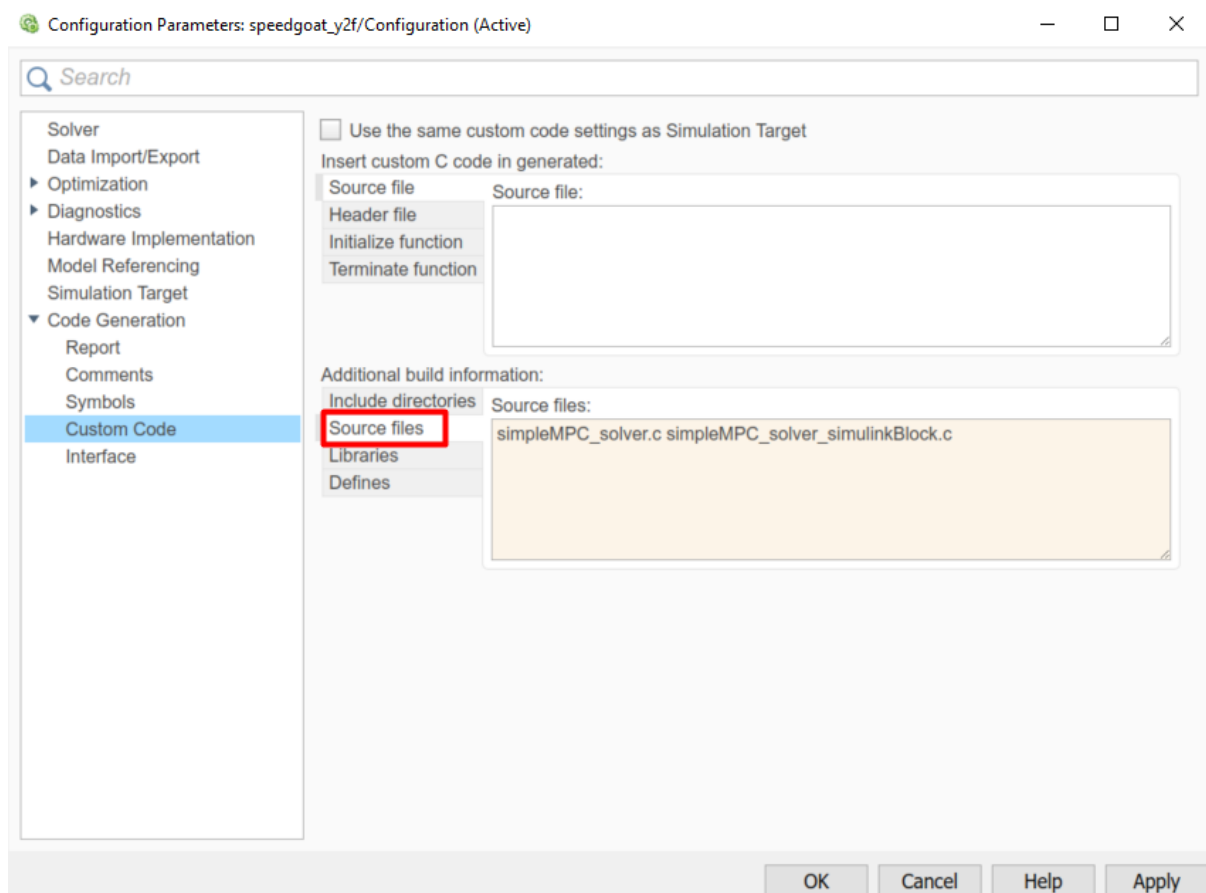 Configuration Parameters: speedgoat_y2f/Configuration (Active)
Search
Solver
Data Import/Export
Optimization
Diagnostics
Hardware Implementation
Model Referencing
Simulation Target
Code Generation
Report
Comments
Symbols
Custom Code
Interface
Use the same custom code settings as Simulation Target
Insert custom C code in generated:
Source file
Header file
Initialize function
Terminate function
Source file:
Additional build information:
Include directories
Source files
Libraries
Defines
Source files:
simpleMPC_solver.c simpleMPC_solver_simulinkBlock.c
OK
Cancel
Help
Apply